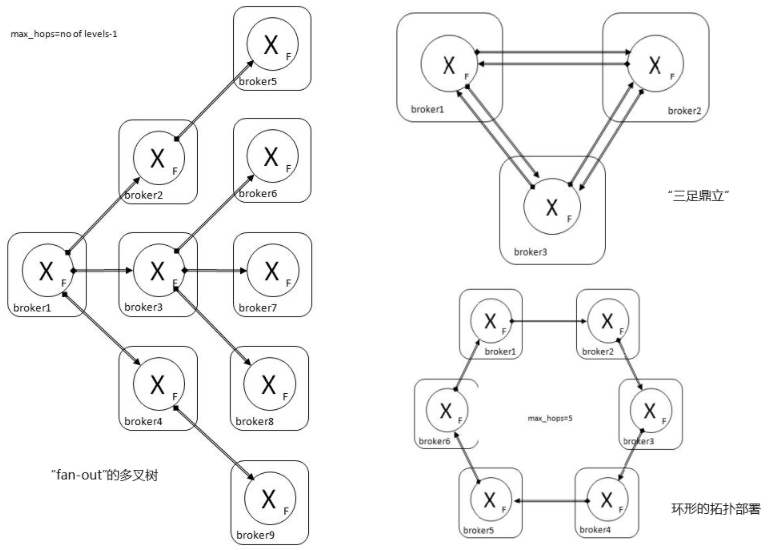 max_hops=no of levels-1
X
F
broker5
X
F
broker2
X
F
broker6
X
F
broker1
X
F
broker3
X
F
broker7
X
F
broker4
X
F
broker8
X
F
broker9
“fan-out”的多叉树
X
F
broker1
X
F
broker2
X
F
broker3
“三足鼎立”
X
F
broker1
X
F
broker2
X
F
broker6
max_hops=5
X
F
broker3
X
F
broker5
X
F
broker4
环形的拓扑部署